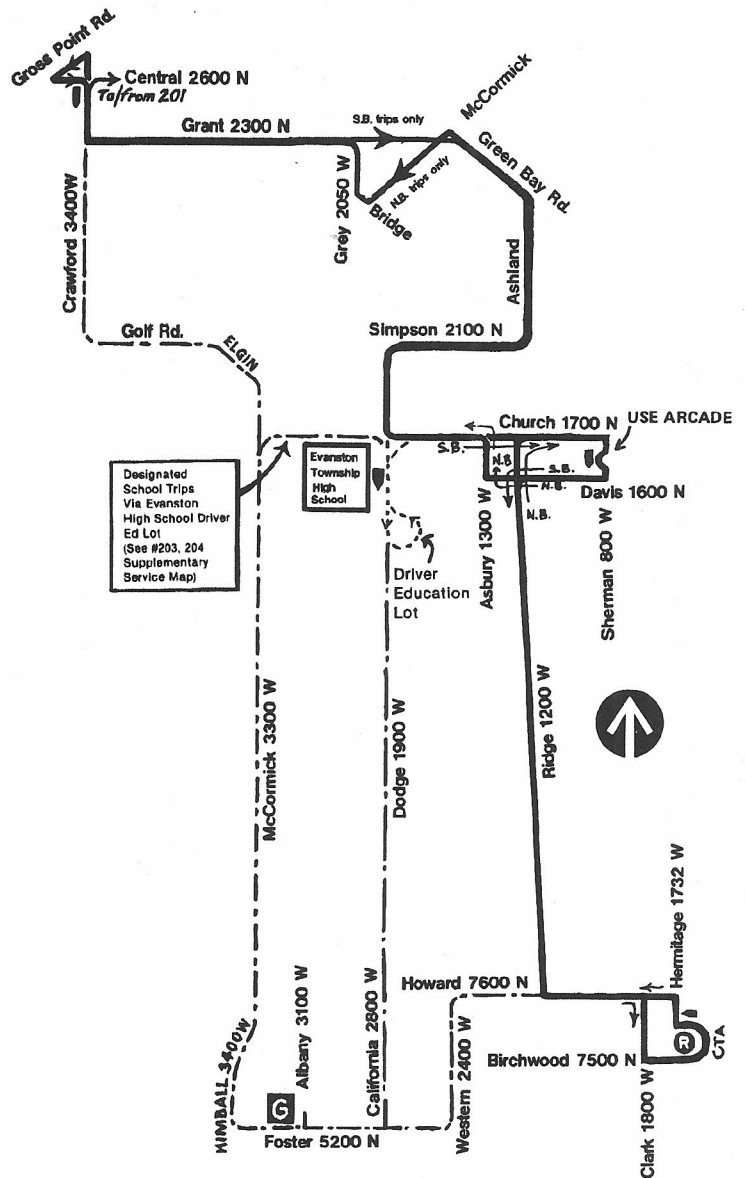 Gross Point Rd.
Central 2600 N
To/from 201
McCormick
Grant 2300 N
S.B. trips only
Green Bay Rd.
N.B. trips only
Grey 2050 W
Bridge
Crawford 3400W
Ashland
Golf Rd.
ELGIN
Simpson 2100 N
Church 1700 N
USE ARCADE
S.B.
N.B.
S.B.
N.B.
N.B.
Davis 1600 N
Evanston
Township
High
School
Designated
School Trips
Via Evanston
High School Driver
Ed Lot
(See #203, 204
Supplementary
Service Map)
Asbury 1300 W
Sherman 800 W
Driver
Education
Lot
McCormick 3300 W
Dodge 1900 W
Ridge 1200 W
Hermitage 1732 W
Howard 7600 N
KIMBALL 3400W
Albany 3100 W
California 2800 W
Western 2400 W
R
CTA
Birchwood 7500 N
G
Foster 5200 N
Clark 1800 W